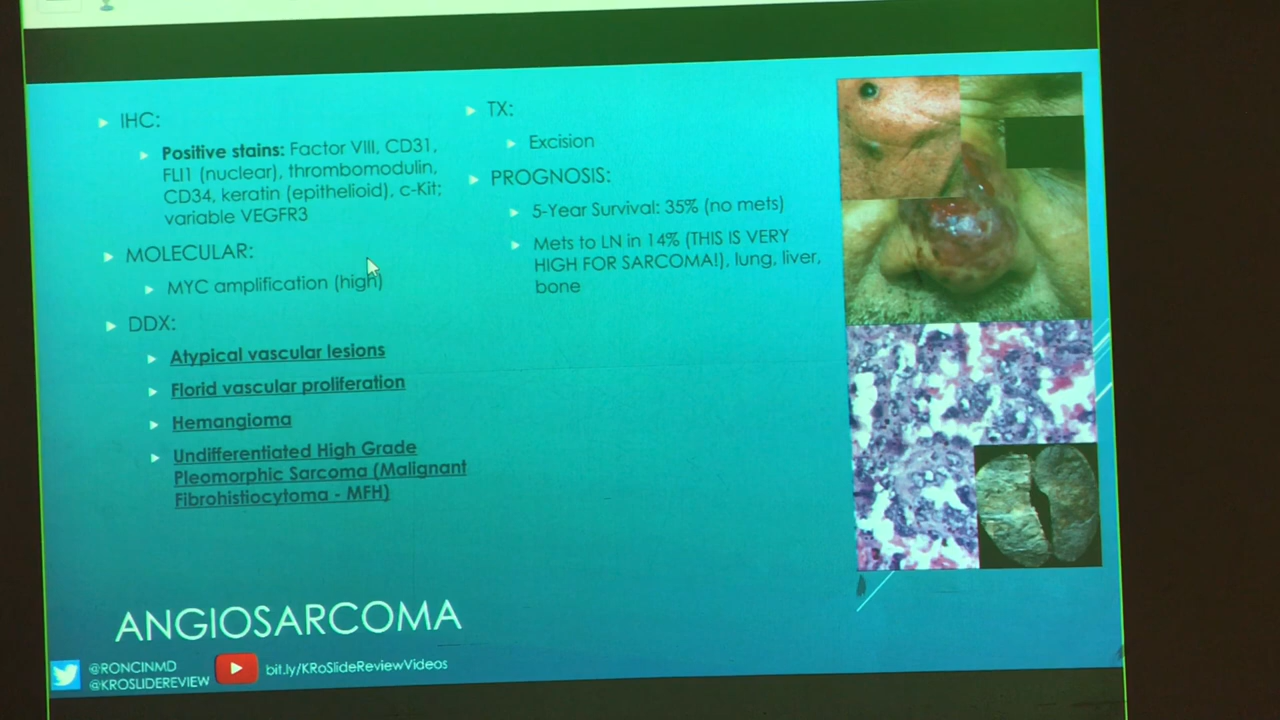 IHC:
Positive stains: Factor VIII, CD31,
FLI1 (nuclear), thrombomodulin,
CD34, keratin (epithelioid), c-Kit;
variable VEGFR3
MOLECULAR:
MYC amplification (high)
DDX:
Atypical vascular lesions
Florid vascular proliferation
Hemangioma
Undifferentiated High Grade
Pleomorphic Sarcoma (Malignant
Fibrohistiocytoma - MFH)
TX:
Excision
PROGNOSIS:
5-Year Survival: 35% (no mets)
Mets to LN in 14% (THIS IS VERY
HIGH FOR SARCOMA!), lung, liver,
bone
ANGIOSARCOMA
@RONCINMD
@KROSLIDEREVIEW
bit.ly/KRoSlideReviewVideos